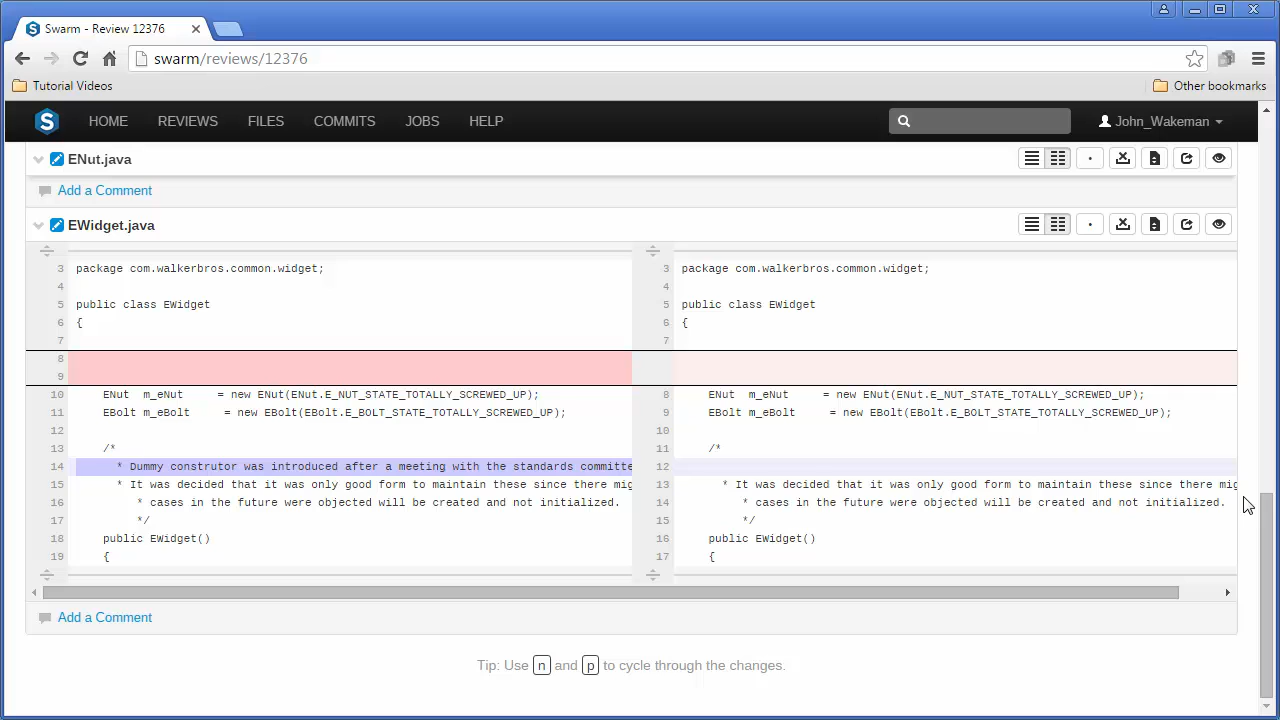 Swarm - Review 12376
swarm/reviews/12376
Tutorial Videos
Other bookmarks
S HOME REVIEWS FILES COMMITS JOBS HELP John_Wakeman
ENut.java
Add a Comment
EWidget.java
3 package com.walkerbros.common.widget; 3 package com.walkerbros.common.widget;
4 4
5 public class EWidget 5 public class EWidget
6 { 6 {
7 7
8
9
10 ENut m_eNut = new ENut(ENut.E_NUT_STATE_TOTALLY_SCREWED_UP); 8 ENut m_eNut = new ENut(ENut.E_NUT_STATE_TOTALLY_SCREWED_UP);
11 EBolt m_eBolt = new EBolt(EBolt.E_BOLT_STATE_TOTALLY_SCREWED_UP); 9 EBolt m_eBolt = new EBolt(EBolt.E_BOLT_STATE_TOTALLY_SCREWED_UP);
12 10
13 /* 11 /*
14 * Dummy construtor was introduced after a meeting with the standards committe 12
15 * It was decided that it was only good form to maintain these since there mig 13 * It was decided that it was only good form to maintain these since there mig
16 * cases in the future were objected will be created and not initialized. 14 * cases in the future were objected will be created and not initialized.
17 */ 15 */
18 public EWidget() 16 public EWidget()
19 { 17 {
Add a Comment
Tip: Use n and p to cycle through the changes.